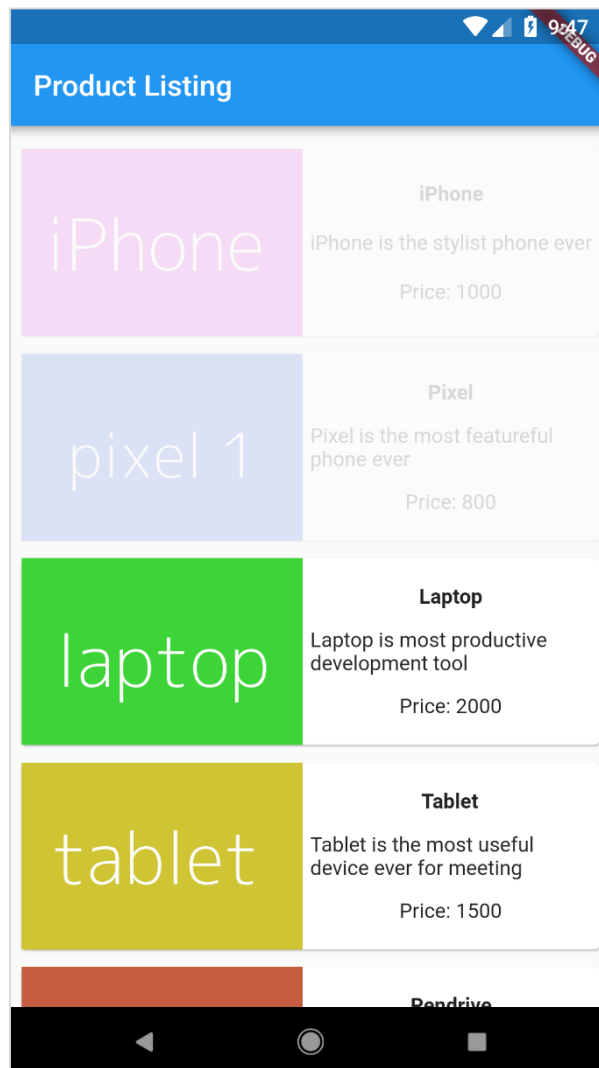 9:47
DEBUG
Product Listing
iPhone
iPhone
iPhone is the stylist phone ever
Price: 1000
pixel 1
Pixel
Pixel is the most featureful
phone ever
Price: 800
laptop
Laptop
Laptop is most productive
development tool
Price: 2000
tablet
Tablet
Tablet is the most useful
device ever for meeting
Price: 1500
Pendrive